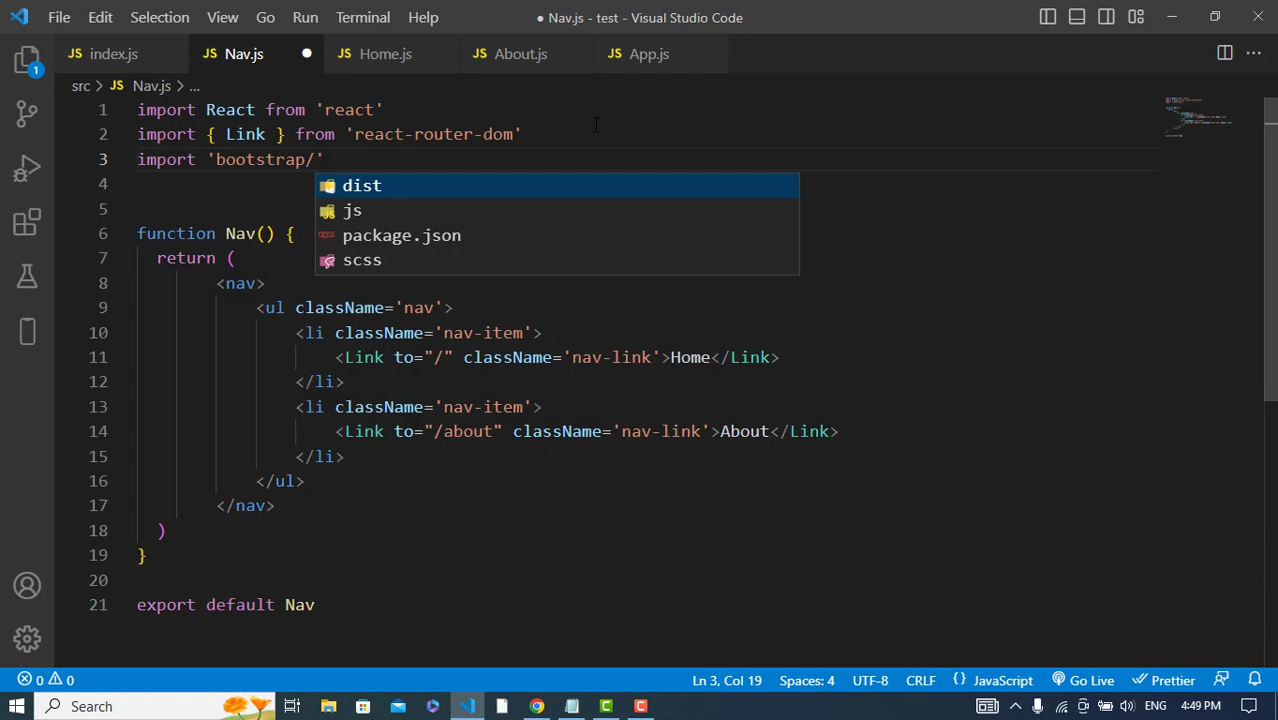 File Edit Selection View Go Run Terminal Help ● Nav.js - test - Visual Studio Code
JS index.js JS Nav.js JS Home.js JS About.js JS App.js
1
src > JS Nav.js > ...
1 import React from 'react'
2 import { Link } from 'react-router-dom'
3 import 'bootstrap/'
4
dist
JS js
package.json
scss
5
6 function Nav() {
7 return (
8 <nav>
9 <ul className='nav'>
10 <li className='nav-item'>
11 <Link to="/" className='nav-link'>Home</Link>
12 </li>
13 <li className='nav-item'>
14 <Link to="/about" className='nav-link'>About</Link>
15 </li>
16 </ul>
17 </nav>
18 )
19 }
20
21 export default Nav
0 0 Ln 3, Col 19 Spaces: 4 UTF-8 CRLF {} JavaScript Go Live Prettier
Search ENG 4:49 PM